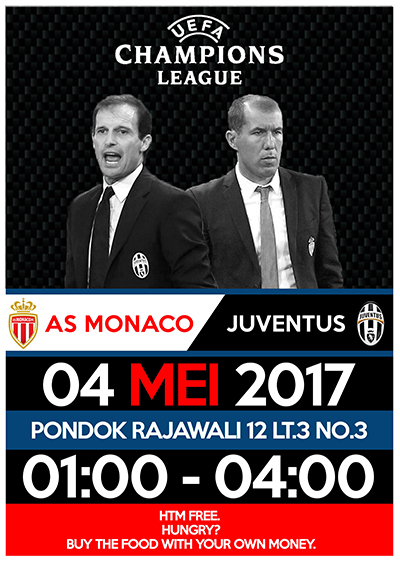 UEFA
CHAMPIONS
LEAGUE
AS MONACO
JUVENTUS
04 MEI 2017
PONDOK RAJAWALI 12 LT.3 NO.3
01:00 - 04:00
HTM FREE.
HUNGRY?
BUY THE FOOD WITH YOUR OWN MONEY.